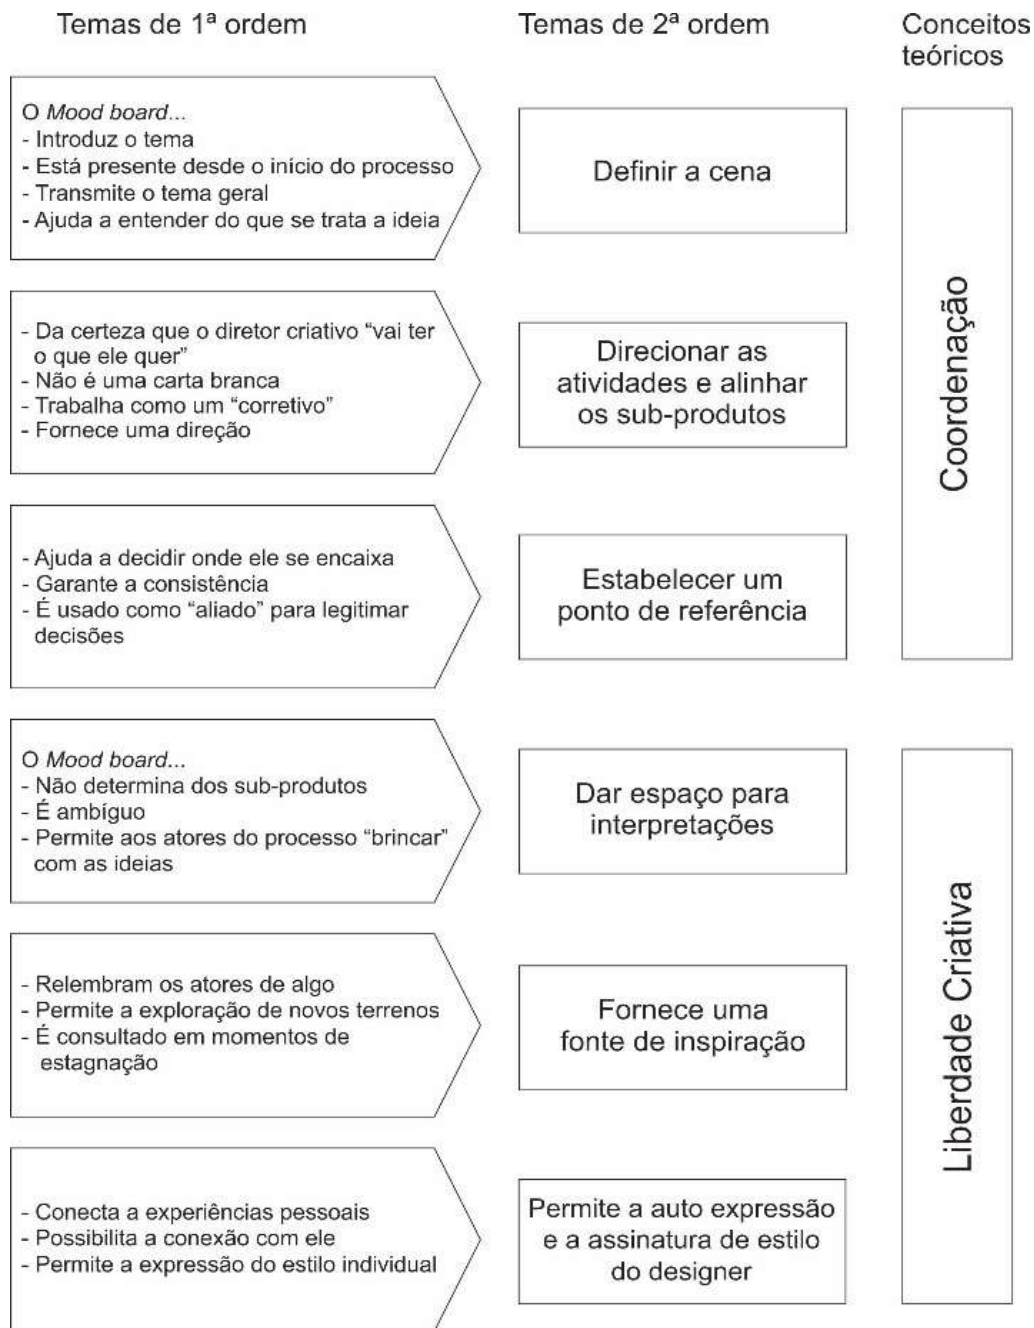 Temas de 1ª ordem
Temas de 2ª ordem
Conceitos
teóricos
O Mood board...
- Introduz o tema
- Está presente desde o início do processo
- Transmite o tema geral
- Ajuda a entender do que se trata a ideia
Definir a cena
- Da certeza que o diretor criativo “vai ter
o que ele quer”
- Não é uma carta branca
- Trabalha como um “corretivo”
- Fornece uma direção
Direcionar as
atividades e alinhar
os sub-produtos
- Ajuda a decidir onde ele se encaixa
- Garante a consistência
- É usado como “aliado” para legitimar
decisões
Estabelecer um
ponto de referência
Coordenação
O Mood board...
- Não determina dos sub-produtos
- É ambíguo
- Permite aos atores do processo “brincar”
com as ideias
Dar espaço para
interpretações
- Relembram os atores de algo
- Permite a exploração de novos terrenos
- É consultado em momentos de
estagnação
Fornece uma
fonte de inspiração
- Conecta a experiências pessoais
- Possibilita a conexão com ele
- Permite a expressão do estilo individual
Permite a auto expressão
e a assinatura de estilo
do designer
Liberdade Criativa